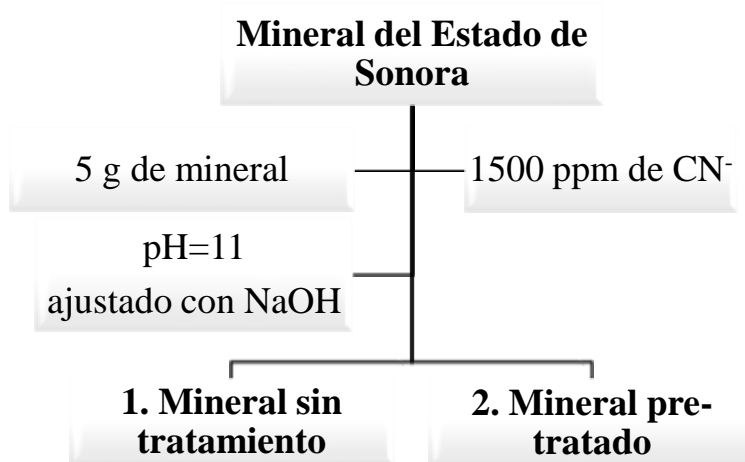 Mineral del Estado de
Sonora
5 g de mineral
1500 ppm de CN-
pH=11
ajustado con NaOH
1. Mineral sin
tratamiento
2. Mineral pre-
tratado